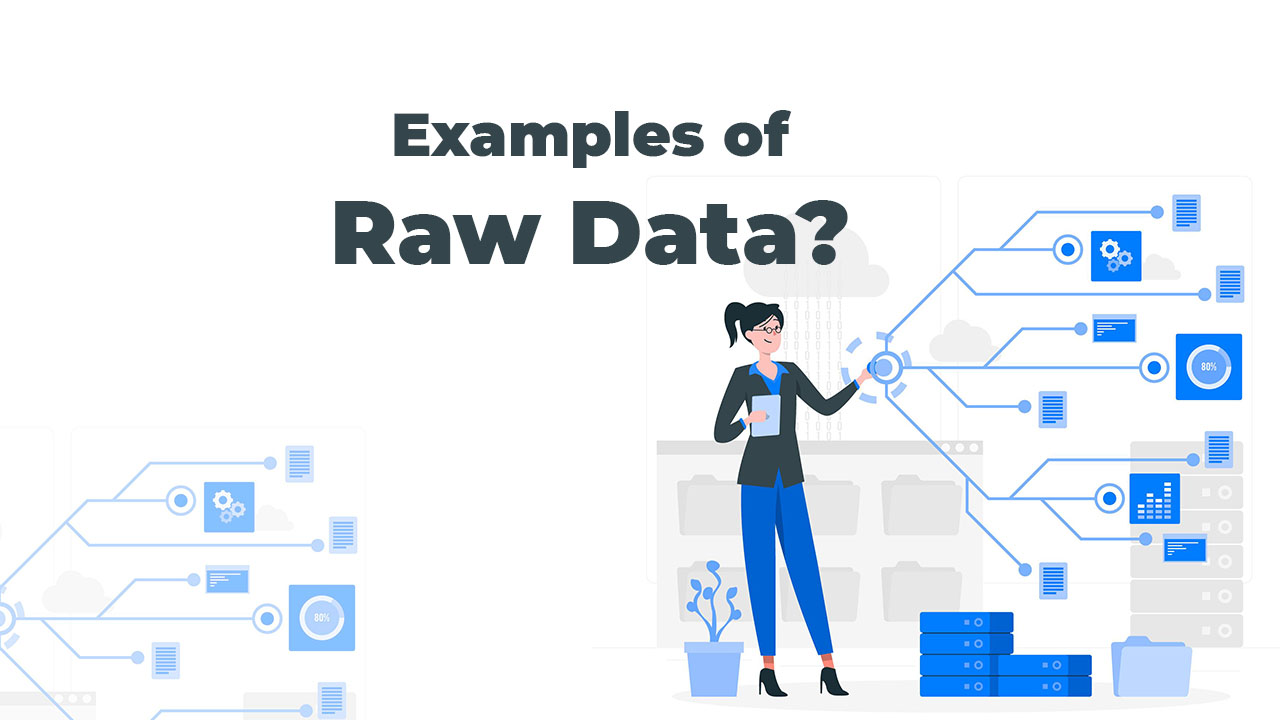 Examples of
Raw Data?
80%
80%